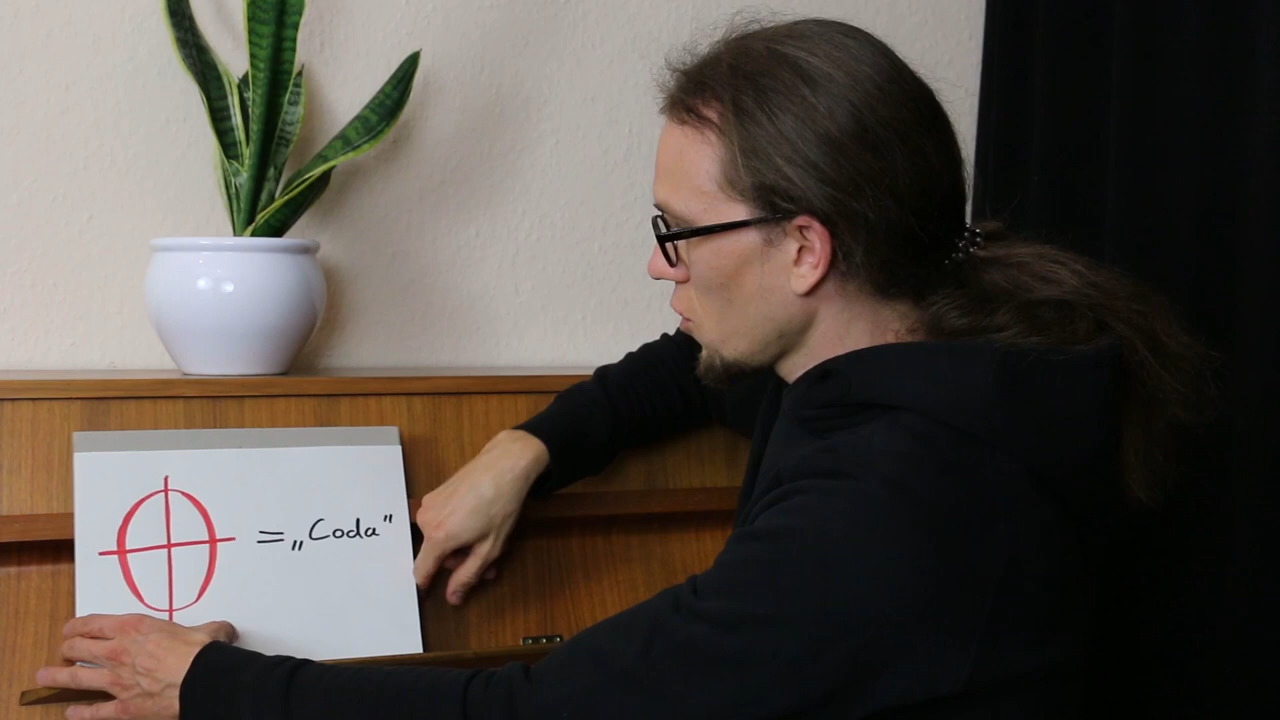 = „Coda"